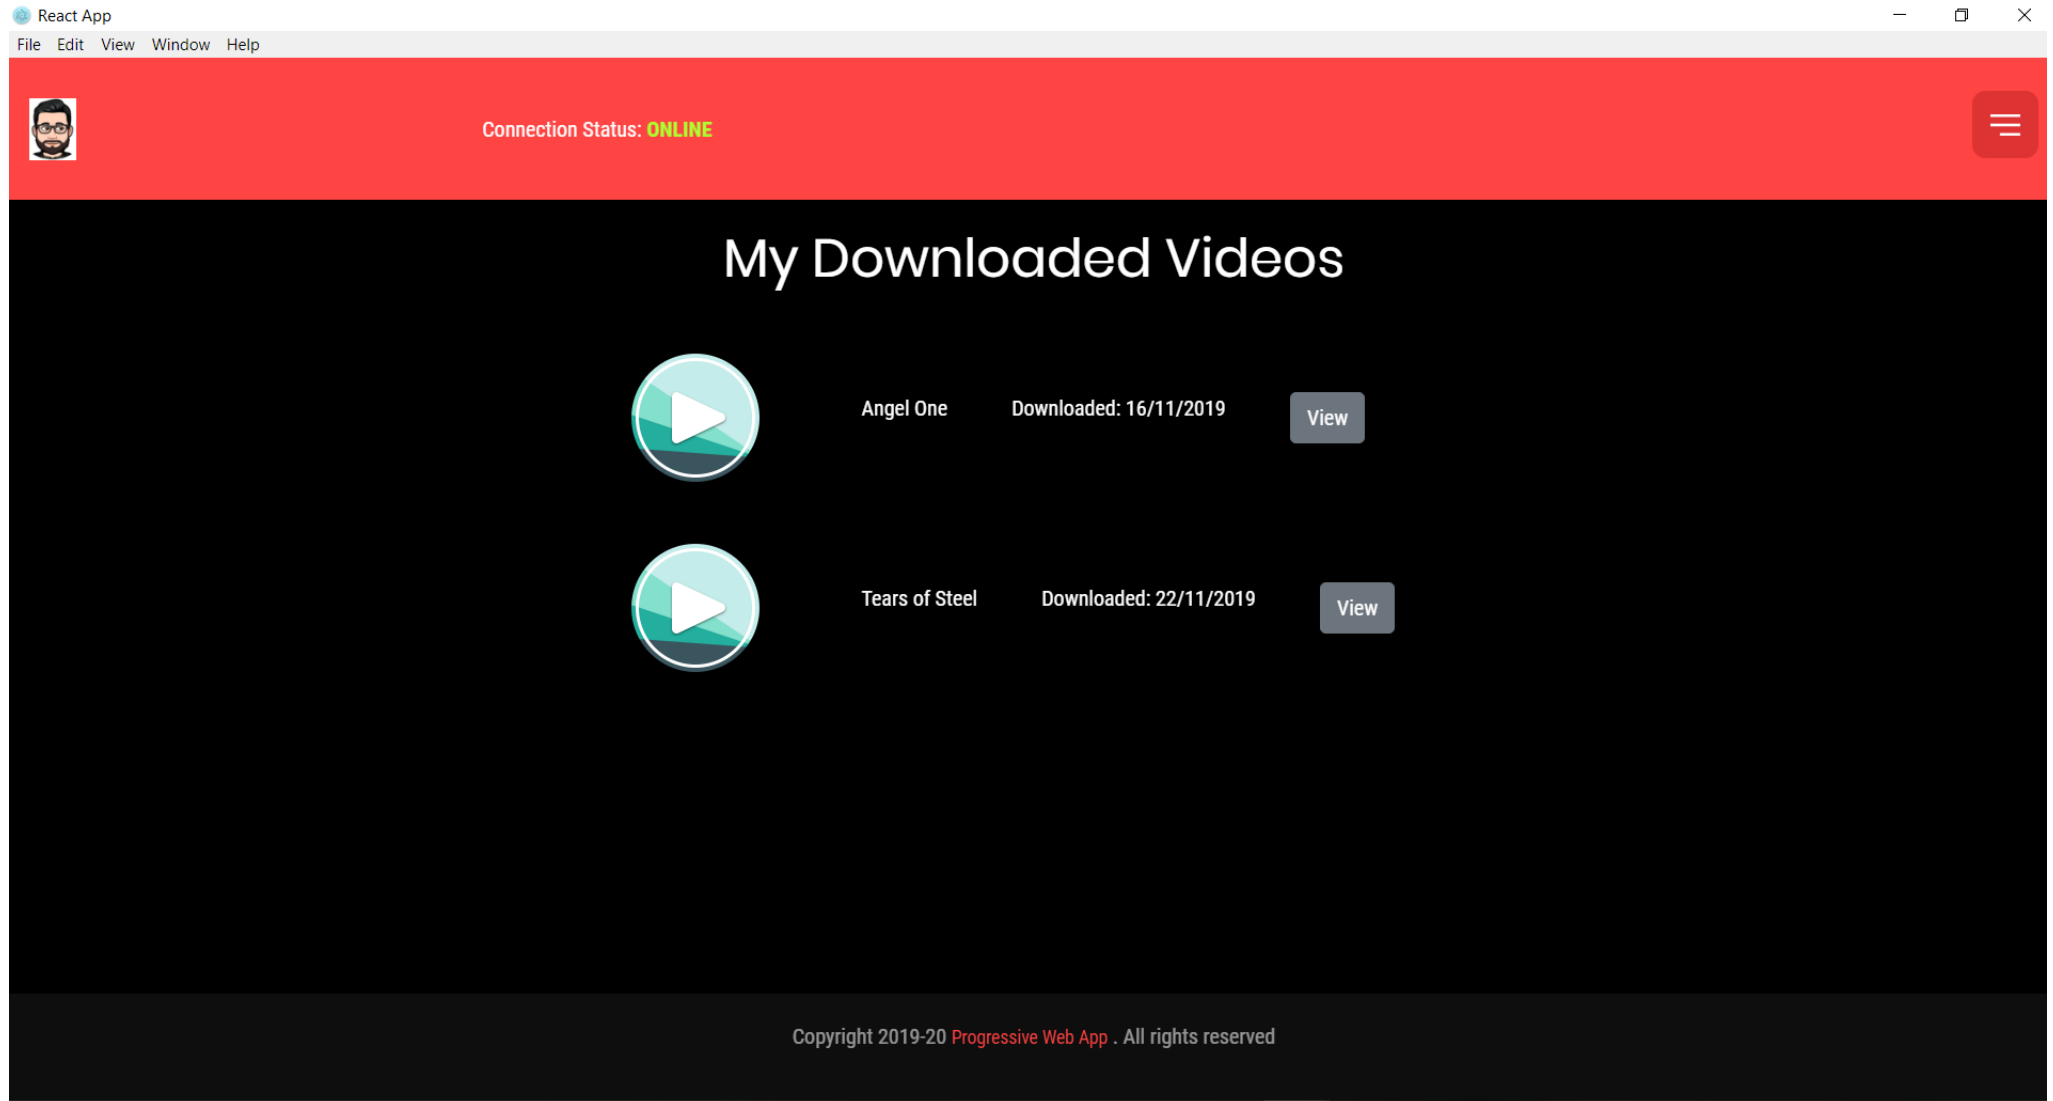 React App
File Edit View Window Help
Connection Status: ONLINE
My Downloaded Videos
Angel One Downloaded: 16/11/2019 View
Tears of Steel Downloaded: 22/11/2019 View
Copyright 2019-20 Progressive Web App . All rights reserved